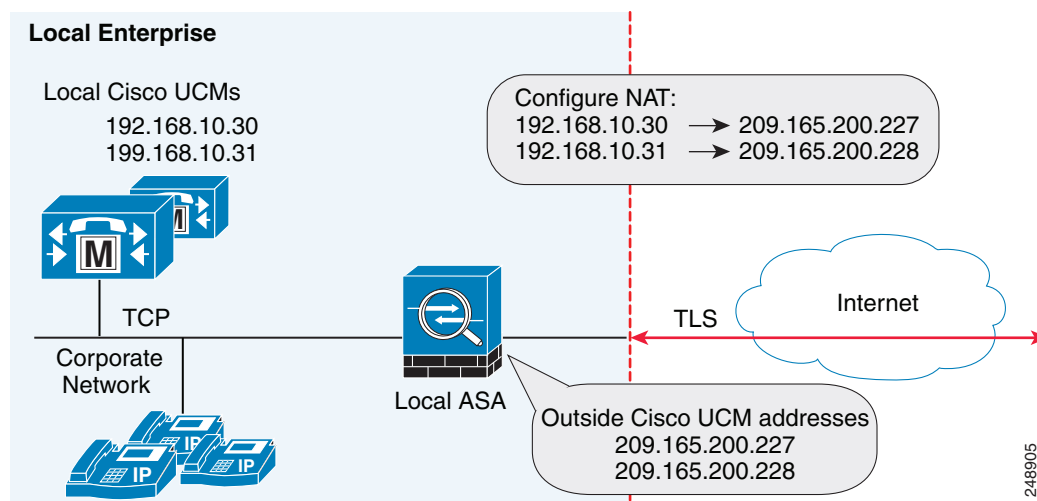 Local Enterprise
Local Cisco UCMs
192.168.10.30
199.168.10.31
Configure NAT:
192.168.10.30 → 209.165.200.227
192.168.10.31 → 209.165.200.228
M
M
TCP
TLS
Internet
Corporate
Network
Local ASA
Outside Cisco UCM addresses
209.165.200.227
209.165.200.228
IP
IP
IP
248905